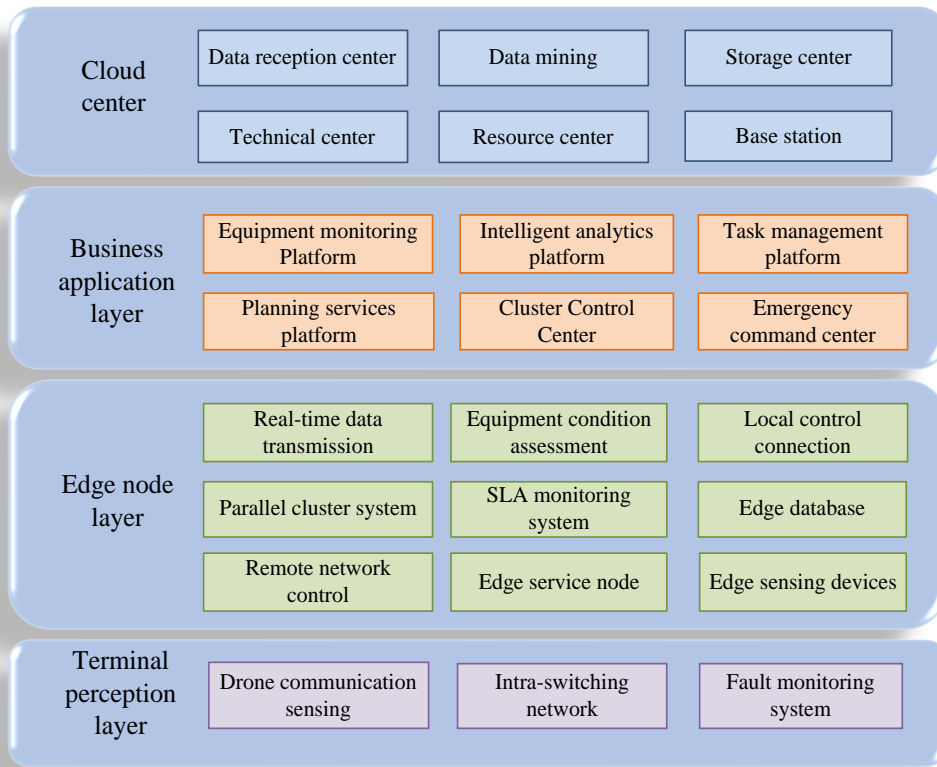 Cloud
center
Data reception center
Data mining
Storage center
Technical center
Resource center
Base station
Business
application
layer
Equipment monitoring
Platform
Intelligent analytics
platform
Task management
platform
Planning services
platform
Cluster Control
Center
Emergency
command center
Edge node
layer
Real-time data
transmission
Equipment condition
assessment
Local control
connection
Parallel cluster system
SLA monitoring
system
Edge database
Remote network
control
Edge service node
Edge sensing devices
Terminal
perception
layer
Drone communication
sensing
Intra-switching
network
Fault monitoring
system